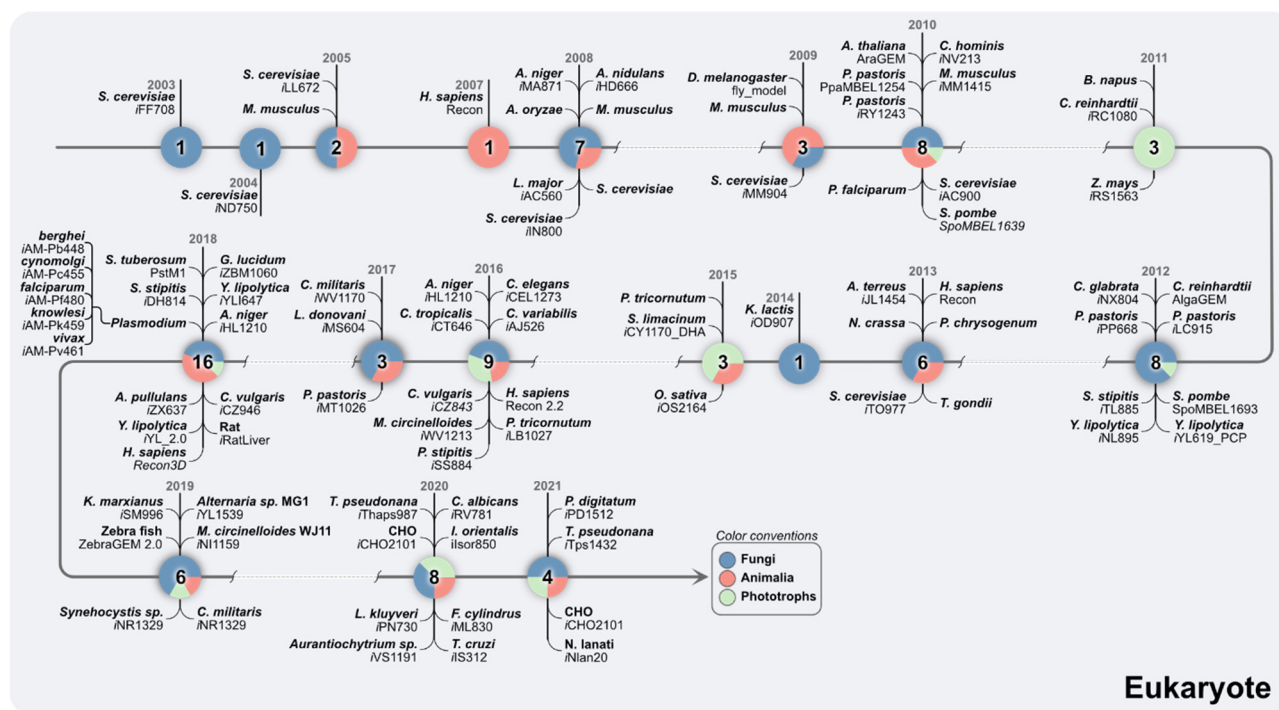 2003
S. cerevisiae
iFF708
1
1
2004
S. cerevisiae
iND750
2005
S. cerevisiae
iLL672
M. musculus
2
2007
H. sapiens
Recon
1
2008
A. niger
iMA871
A. nidulans
iHD666
A. oryzae
M. musculus
7
L. major
iAC560
S. cerevisiae
S. cerevisiae
iIN800
2009
D. melanogaster
fly_model
M. musculus
3
S. cerevisiae
iMM904
2010
A. thaliana
AraGEM
C. hominis
iNV213
P. pastoris
PpaMBEL1254
M. musculus
iMM1415
P. pastoris
iRY1243
8
P. falciparum
S. cerevisiae
iAC900
S. pombe
SpoMBEL1639
2011
B. napus
C. reinhardtii
iRC1080
3
Z. mays
iRS1563
2012
C. glabrata
iNX804
C. reinhardtii
AlgaGEM
P. pastoris
iPP668
P. pastoris
iLC915
8
S. stipitis
iTL885
S. pombe
SpoMBEL1693
Y. lipolytica
iNL895
Y. lipolytica
iYL619_PCP
2013
A. terreus
iJL1454
H. sapiens
Recon
N. crassa
P. chrysogenum
6
S. cerevisiae
iTO977
T. gondii
2014
K. lactis
iOD907
1
2015
P. tricornutum
S. limacinum
iCY1170_DHA
3
O. sativa
iOS2164
2016
A. niger
iHL1210
C. elegans
iCEL1273
C. tropicalis
iCT646
C. variabilis
iAJ526
9
C. vulgaris
iCZ843
H. sapiens
Recon 2.2
M. circinelloides
iWV1213
P. tricornutum
iLB1027
P. stipitis
iSS884
2017
C. militaris
iWV1170
L. donovani
iMS604
3
P. pastoris
iMT1026
2018
berghei
iAM-Pb448
cynomolgi
iAM-Pc455
falciparum
iAM-Pf480
knowlesi
iAM-Pk459
vivax
iAM-Pv461
S. tuberosum
PstM1
G. lucidum
iZBM1060
S. stipitis
iDH814
Y. lipolytica
iYLI647
Plasmodium
A. niger
iHL1210
16
A. pullulans
iZX637
C. vulgaris
iCZ946
Y. lipolytica
iYL_2.0
Rat
iRatLiver
H. sapiens
Recon3D
2019
K. marxianus
iSM996
Alternaria sp. MG1
iYL1539
Zebra fish
ZebraGEM 2.0
M. circinelloides WJ11
iNI1159
6
Synehocystis sp.
iNR1329
C. militaris
iNR1329
2020
T. pseudonana
iThaps987
C. albicans
iRV781
CHO
iCHO2101
I. orientalis
iIsor850
8
L. kluyveri
iPN730
F. cylindrus
iML830
Aurantiochytrium sp.
iVS1191
T. cruzi
iIS312
2021
P. digitatum
iPD1512
T. pseudonana
iTps1432
4
CHO
iCHO2101
N. lanati
iNlan20
Color conventions
Fungi
Animalia
Phototrophs
Eukaryote